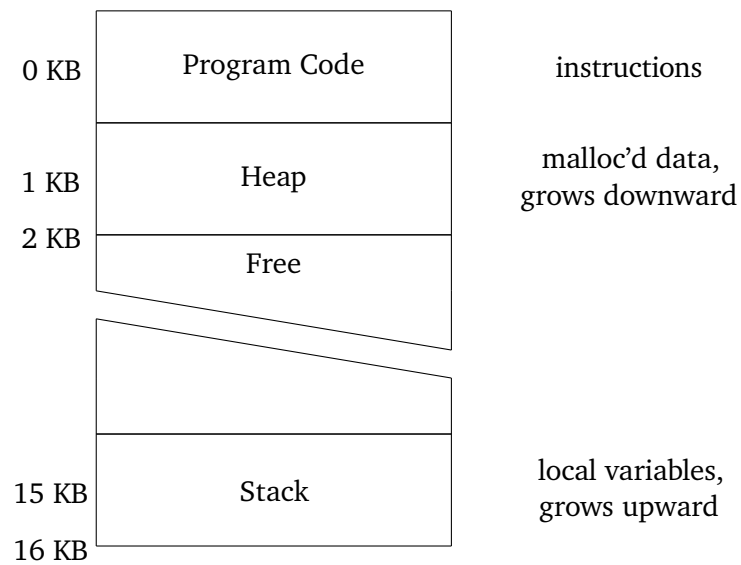 0 KB Program Code instructions
malloc’d data,
1 KB Heap
grows downward
2 KB
Free
local variables,
15 KB Stack
grows upward
16 KB